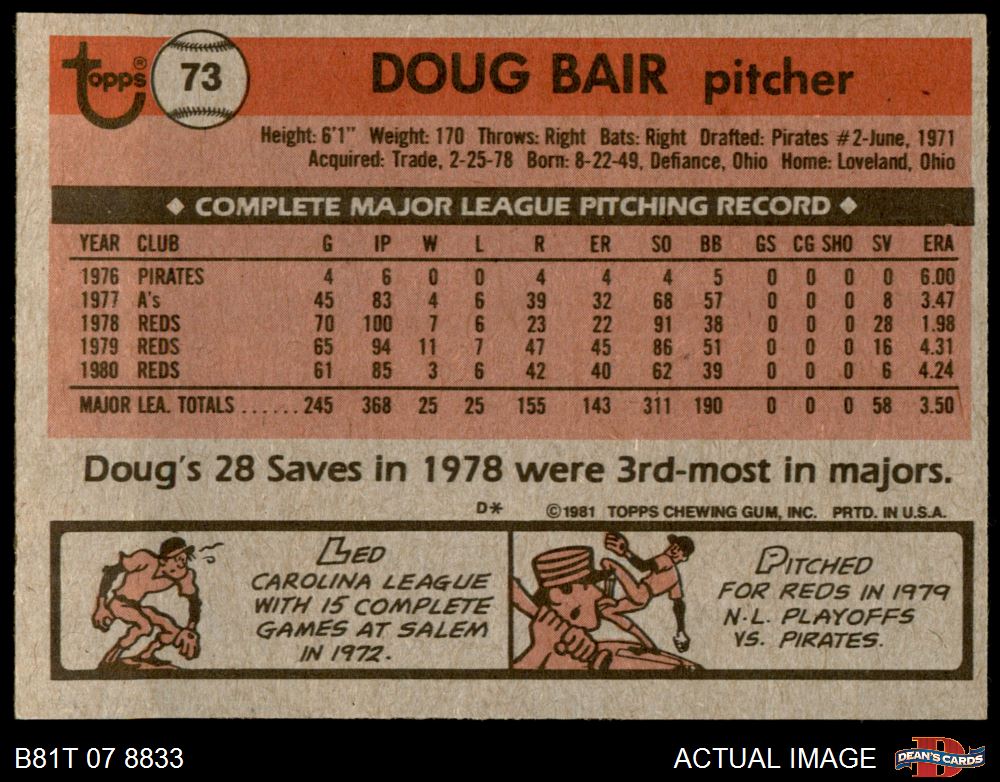 topps® 73 DOUG BAIR pitcher
Height: 6'1" Weight: 170 Throws: Right Bats: Right Drafted: Pirates #2-June, 1971
Acquired: Trade, 2-25-78 Born: 8-22-49, Defiance, Ohio Home: Loveland, Ohio
◆ COMPLETE MAJOR LEAGUE PITCHING RECORD ◆
YEAR CLUB G IP W L R ER SO BB GS CG SHO SV ERA
1976 PIRATES 4 6 0 0 4 4 4 5 0 0 0 0 6.00
1977 A's 45 83 4 6 39 32 68 57 0 0 0 8 3.47
1978 REDS 70 100 7 6 23 22 91 38 0 0 0 28 1.98
1979 REDS 65 94 11 7 47 45 86 51 0 0 0 16 4.31
1980 REDS 61 85 3 6 42 40 62 39 0 0 0 6 4.24
MAJOR LEA. TOTALS ...... 245 368 25 25 155 143 311 190 0 0 0 58 3.50
Doug's 28 Saves in 1978 were 3rd-most in majors.
D* ©1981 TOPPS CHEWING GUM, INC. PRTD. IN U.S.A.
LED
CAROLINA LEAGUE
WITH 15 COMPLETE
GAMES AT SALEM
IN 1972.
PITCHED
FOR REDS IN 1979
N.L. PLAYOFFS
VS. PIRATES.
B81T 07 8833 ACTUAL IMAGE D DEAN'S CARDS